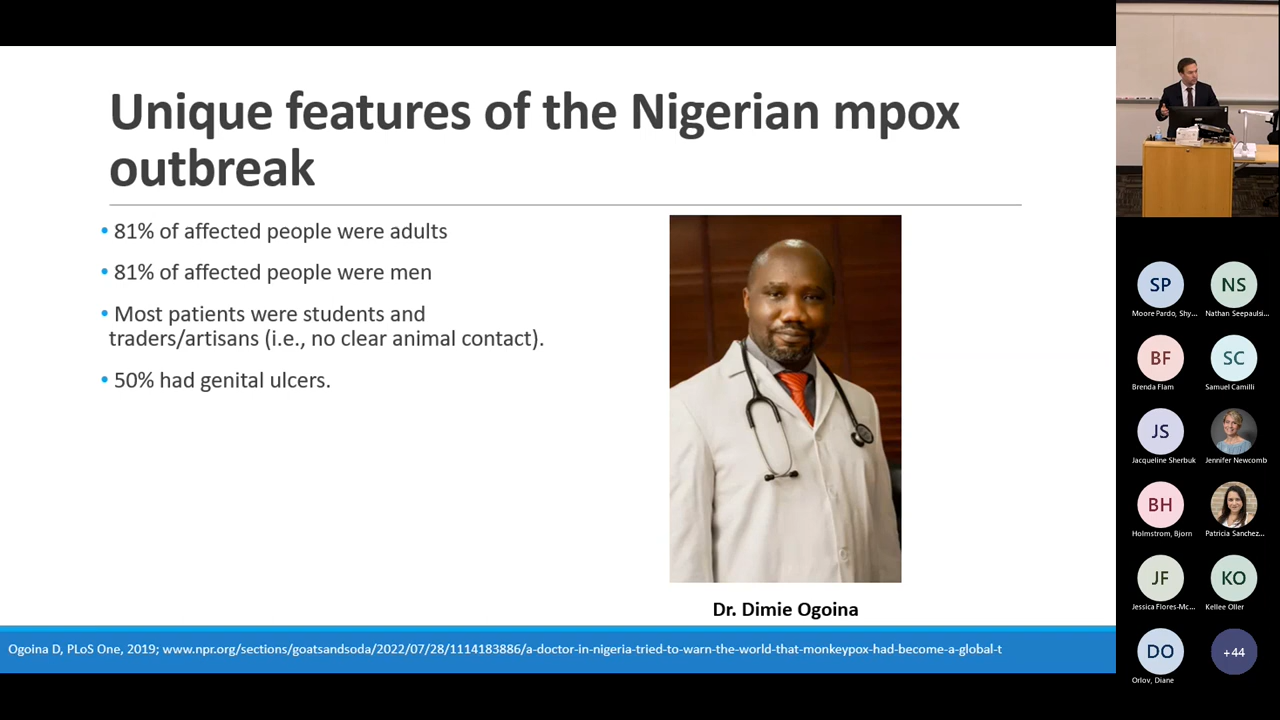 Unique features of the Nigerian mpox
outbreak
• 81% of affected people were adults
• 81% of affected people were men
• Most patients were students and
traders/artisans (i.e., no clear animal contact).
• 50% had genital ulcers.
Dr. Dimie Ogoina
Ogoina D, PLoS One, 2019; www.npr.org/sections/goatsandsoda/2022/07/28/1114183886/a-doctor-in-nigeria-tried-to-warn-the-world-that-monkeypox-had-become-a-global-t
SP
NS
Moore Pardo, Shy...
Nathan Seepaulsi...
BF
SC
Brenda Flam
Samuel Camilli
JS
Jacqueline Sherbuk
Jennifer Newcomb
BH
Holmstrom, Bjorn
Patricia Sanchez...
JF
KO
Jessica Flores-Mc...
Kellee Oller
DO
+44
Orlov, Diane